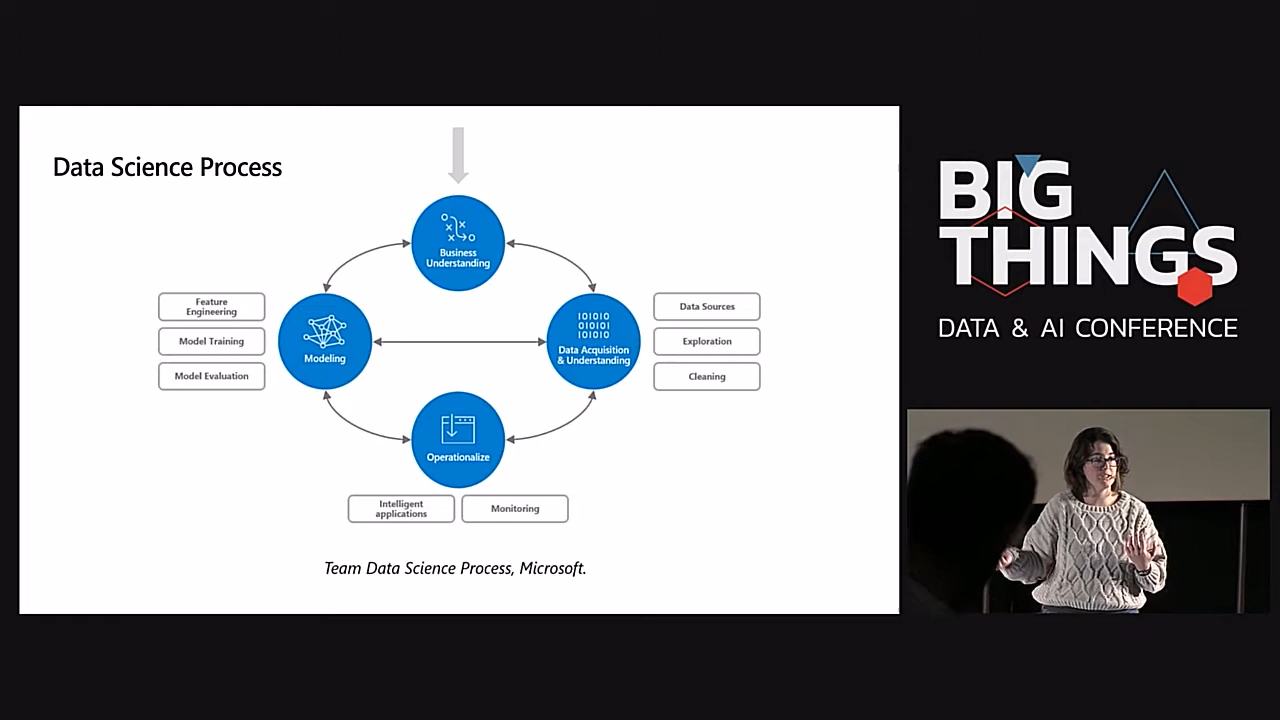 Data Science Process
Business
Understanding
Feature
Engineering
Model Training
Model Evaluation
Modeling
101010
010101
101010
Data Acquisition
& Understanding
Data Sources
Exploration
Cleaning
Operationalize
Intelligent
applications
Monitoring
Team Data Science Process, Microsoft.
BIG
THINGS
DATA & AI CONFERENCE